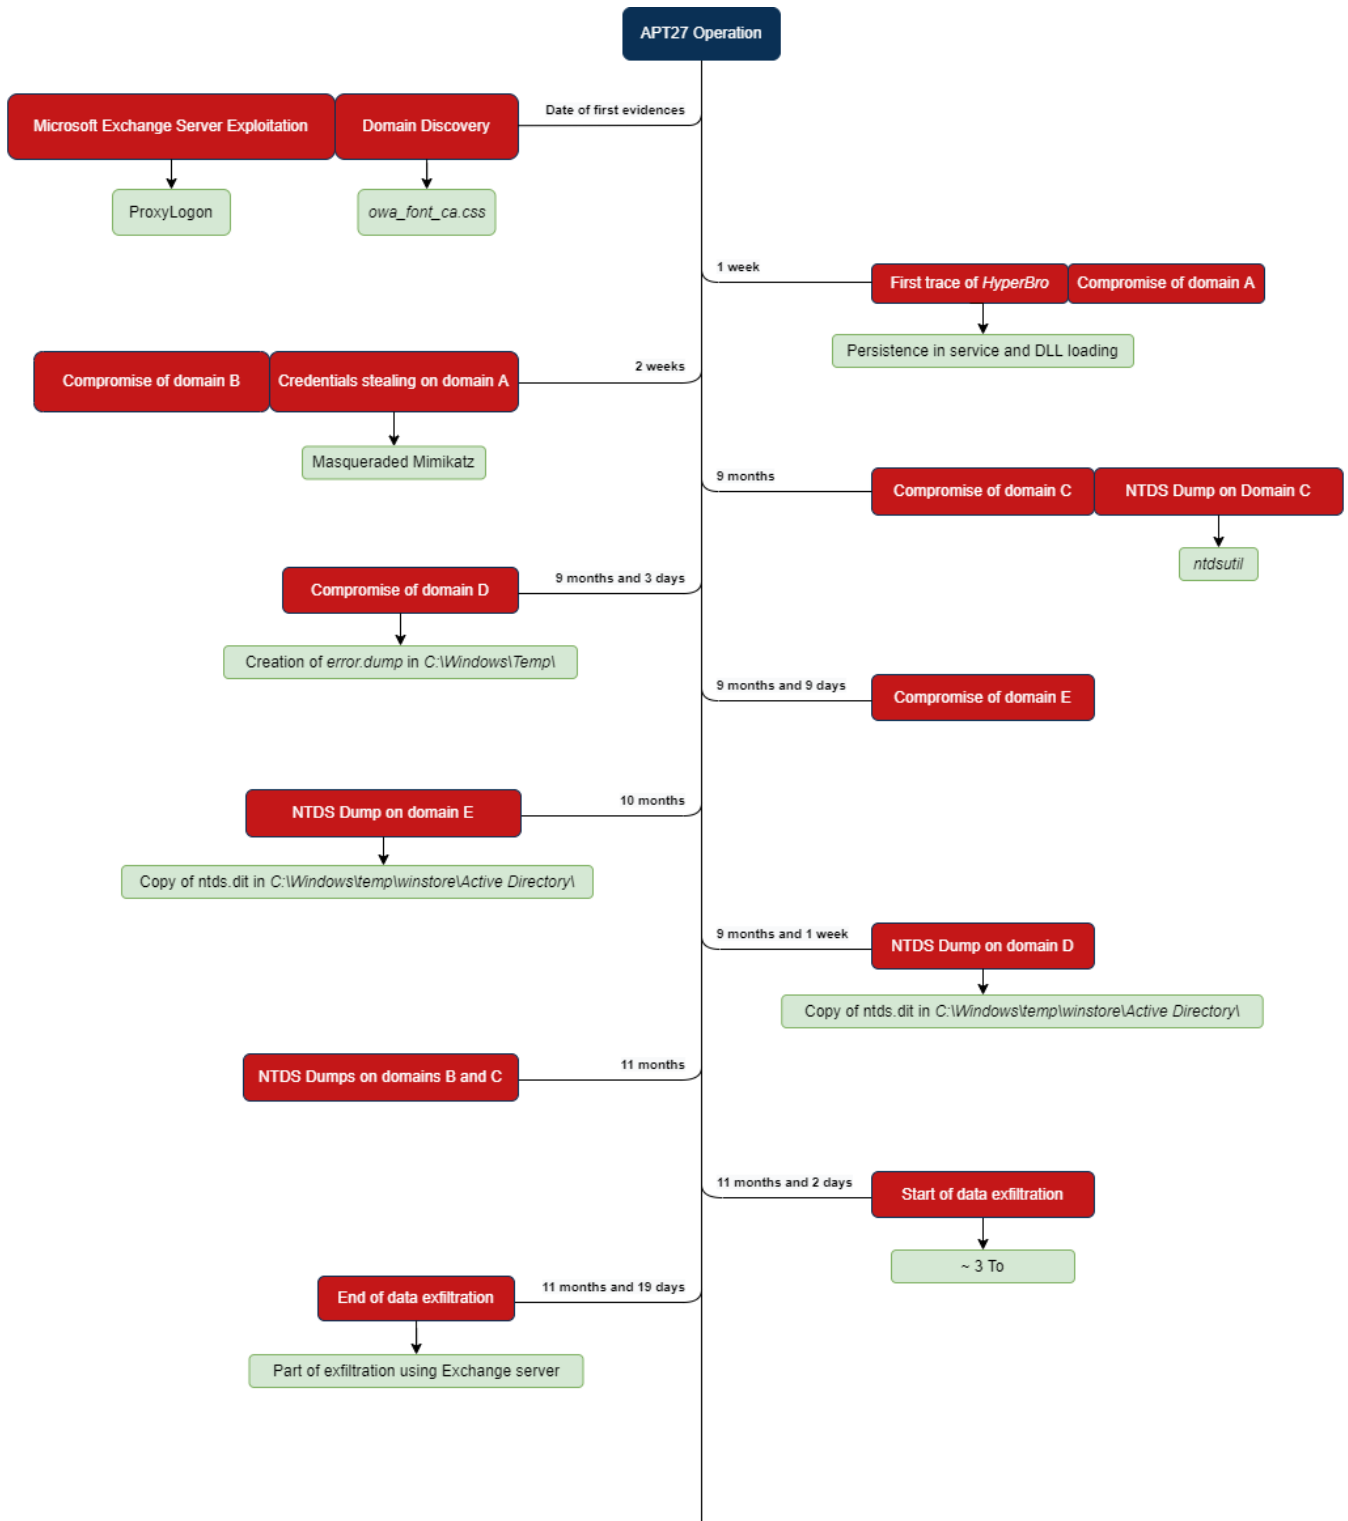 APT27 Operation
Date of first evidences
Microsoft Exchange Server Exploitation
Domain Discovery
ProxyLogon
owa_font_ca.css
1 week
First trace of HyperBro
Compromise of domain A
Persistence in service and DLL loading
2 weeks
Compromise of domain B
Credentials stealing on domain A
Masqueraded Mimikatz
9 months
Compromise of domain C
NTDS Dump on Domain C
ntdsutil
9 months and 3 days
Compromise of domain D
Creation of error.dump in C:\Windows\Temp\
9 months and 9 days
Compromise of domain E
10 months
NTDS Dump on domain E
Copy of ntds.dit in C:\Windows\temp\winstore\Active Directory\
9 months and 1 week
NTDS Dump on domain D
Copy of ntds.dit in C:\Windows\temp\winstore\Active Directory\
11 months
NTDS Dumps on domains B and C
11 months and 2 days
Start of data exfiltration
~ 3 To
11 months and 19 days
End of data exfiltration
Part of exfiltration using Exchange server